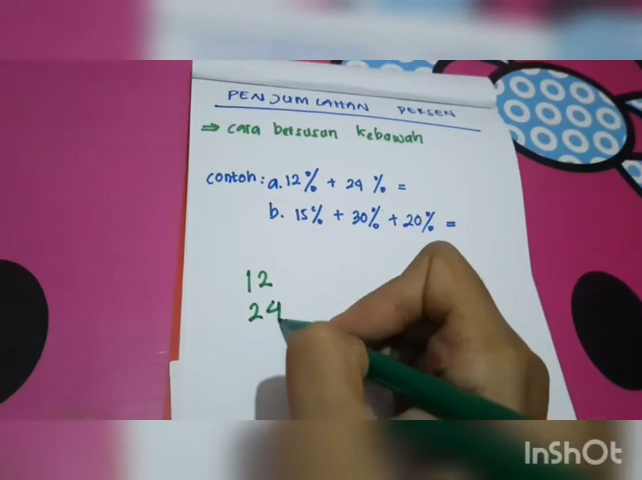 PENJUMLAHAN PERSEN
⇒ cara bersusun kebawah
contoh: a. 12% + 24 % =
b. 15% + 30% + 20% =
12
24
InShOt